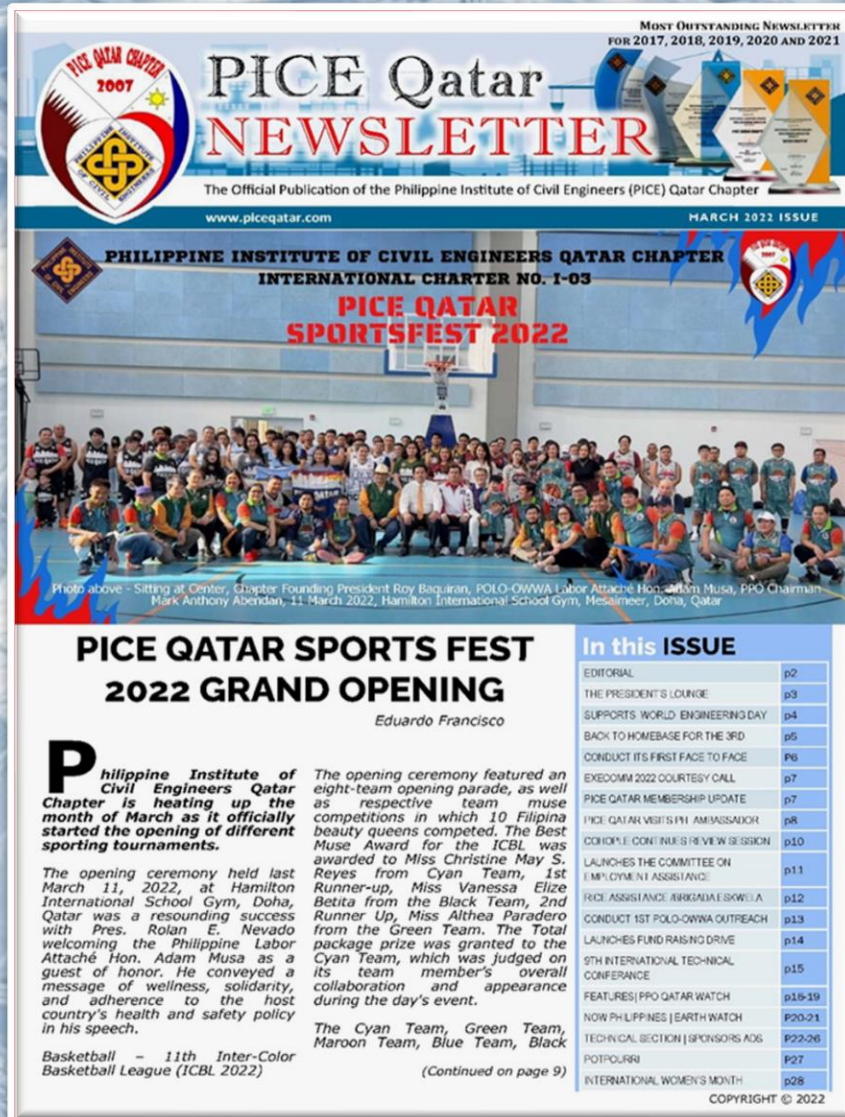 MOST OUTSTANDING NEWSLETTER
FOR 2017, 2018, 2019, 2020 AND 2021
PICE QATAR CHAPTER
2007
PHILIPPINE INSTITUTE OF CIVIL ENGINEERS
PICE Qatar
NEWSLETTER
The Official Publication of the Philippine Institute of Civil Engineers (PICE) Qatar Chapter
www.piceqatar.com
MARCH 2022 ISSUE
PHILIPPINE INSTITUTE OF CIVIL ENGINEERS QATAR CHAPTER
INTERNATIONAL CHARTER NO. I-03
2007
PICE QATAR
SPORTSFEST 2022
Photo above - Sitting at Center, Chapter Founding President Roy Baquiran, POLO-OWWA Labor Attaché Hon. Adam Musa, PPO Chairman
Mark Anthony Abendan, 11 March 2022, Hamilton International School Gym, Mesaimeer, Doha, Qatar
PICE QATAR SPORTS FEST
2022 GRAND OPENING
Eduardo Francisco
Philippine Institute of
Civil Engineers Qatar
Chapter is heating up the
month of March as it officially
started the opening of different
sporting tournaments.
The opening ceremony held last
March 11, 2022, at Hamilton
International School Gym, Doha,
Qatar was a resounding success
with Pres. Rolan E. Nevado
welcoming the Philippine Labor
Attaché Hon. Adam Musa as a
guest of honor. He conveyed a
message of wellness, solidarity,
and adherence to the host
country's health and safety policy
in his speech.
Basketball – 11th Inter-Color
Basketball League (ICBL 2022)
The opening ceremony featured an
eight-team opening parade, as well
as respective team muse
competitions in which 10 Filipina
beauty queens competed. The Best
Muse Award for the ICBL was
awarded to Miss Christine May S.
Reyes from Cyan Team, 1st
Runner-up, Miss Vanessa Elize
Betita from the Black Team, 2nd
Runner Up, Miss Althea Paradero
from the Green Team. The Total
package prize was granted to the
Cyan Team, which was judged on
its team member's overall
collaboration and appearance
during the day's event.
The Cyan Team, Green Team,
Maroon Team, Blue Team, Black
(Continued on page 9)
In this ISSUE
EDITORIAL p2
THE PRESIDENT'S LOUNGE p3
SUPPORTS WORLD ENGINEERING DAY p4
BACK TO HOMEBASE FOR THE 3RD p5
CONDUCT ITS FIRST FACE TO FACE P6
EXECOMM 2022 COURTESY CALL p7
PICE QATAR MEMBERSHIP UPDATE p7
PICE QATAR VISITS PH AMBASSADOR p8
COHOPLE CONTINUES REVIEW SESSION p10
LAUNCHES THE COMMITTEE ON
EMPLOYMENT ASSISTANCE p11
RICE ASSISTANCE /BRIGADA ESKWELA p12
CONDUCT 1ST POLO-OWWA OUTREACH p13
LAUNCHES FUND RAISING DRIVE p14
9TH INTERNATIONAL TECHNICAL
CONFERANCE p15
FEATURES| PPO QATAR WATCH p16-19
NOW PHILIPPINES | EARTH WATCH P20-21
TECHNICAL SECTION | SPONSORS ADS P22-26
POTPOURRI P27
INTERNATIONAL WOMEN'S MONTH p28
COPYRIGHT © 2022